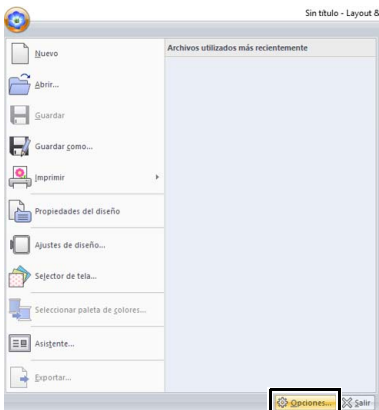 Sin título - Layout &
Nuevo
Archivos utilizados más recientemente
Abrir...
Guardar
Guardar como...
Imprimir
Propiedades del diseño
Ajustes de diseño...
Selector de tela...
Seleccionar paleta de colores...
Asistente...
Exportar...
Opciones...
Salir